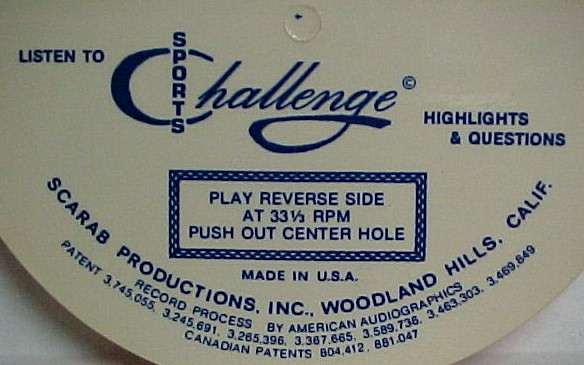 LISTEN TO
SPORTS
Challenge ©
HIGHLIGHTS
& QUESTIONS
PLAY REVERSE SIDE
AT 33⅓ RPM
PUSH OUT CENTER HOLE
MADE IN U.S.A.
SCARAB PRODUCTIONS, INC., WOODLAND HILLS, CALIF.
RECORD PROCESS BY AMERICAN AUDIOGRAPHICS
PATENT 3,745,055, 3,245,691, 3,265,396, 3,367,665, 3,589,736, 3,463,303, 3,469,849
CANADIAN PATENTS 804,412, 881,047